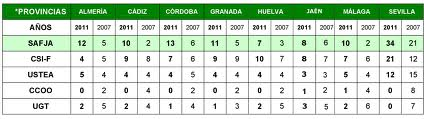 *PROVINCIAS ALMERÍA CÁDIZ CÓRDOBA GRANADA HUELVA JAÉN MÁLAGA SEVILLA
AÑOS 2011 2007 2011 2007 2011 2007 2011 2007 2011 2007 2011 2007 2011 2007 2011 2007
SAFJA 12 5 10 2 13 6 11 5 7 3 8 6 10 2 34 21
CSI-F 4 5 9 8 7 6 9 9 10 7 8 7 7 6 21 12
USTEA 5 4 4 4 5 4 4 4 4 4 3 3 5 4 12 15
CCOO 0 0 0 2 0 2 0 1 0 0 1 2 1 4 0 8
UGT 2 5 2 4 1 4 1 3 2 5 3 5 2 6 0 7